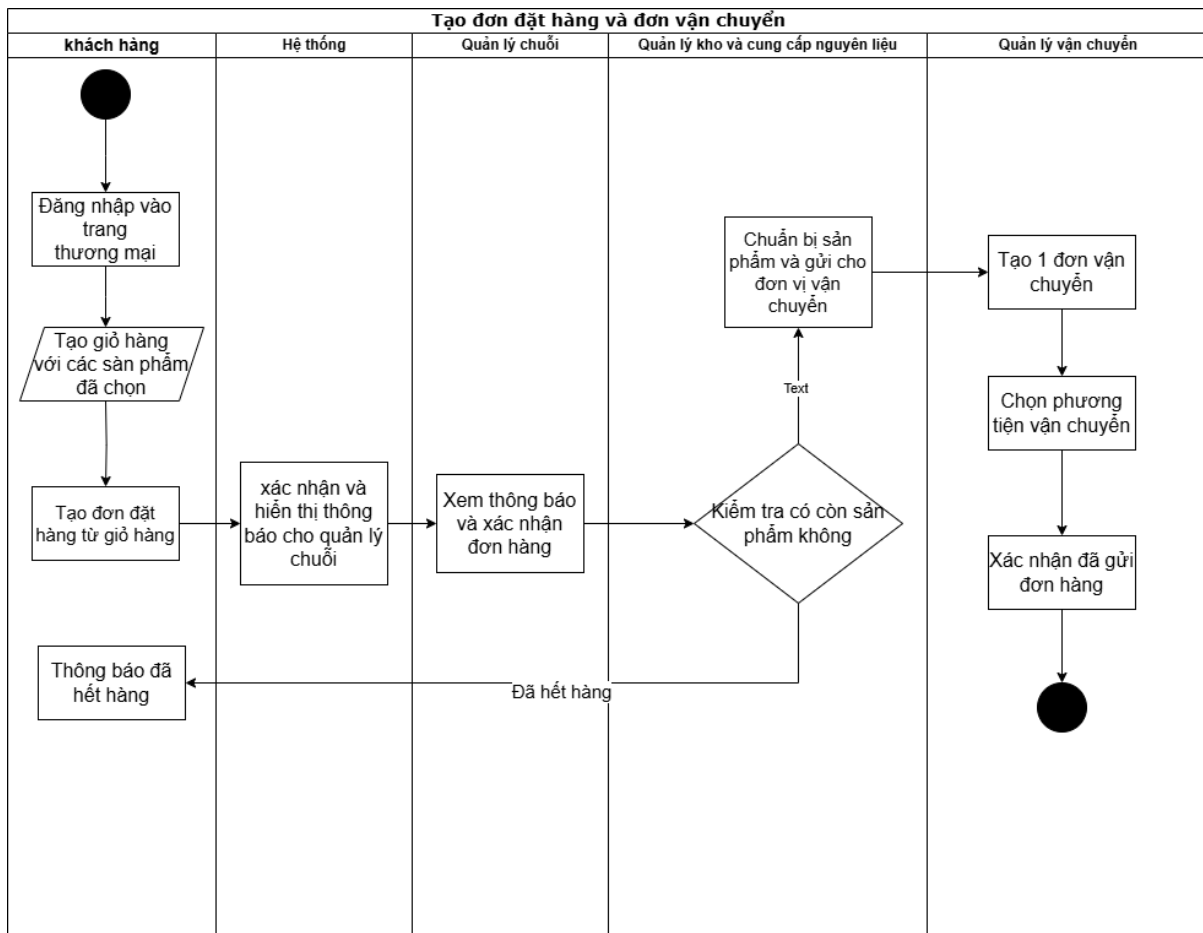 Tạo đơn đặt hàng và đơn vận chuyển
khách hàng
Hệ thống
Quản lý chuỗi
Quản lý kho và cung cấp nguyên liệu
Quản lý vận chuyển
Đăng nhập vào
trang
thương mại
Tạo giỏ hàng
với các sàn phẩm
đã chọn
Tạo đơn đặt
hàng từ giỏ hàng
xác nhận và
hiển thị thông
báo cho quản lý
chuỗi
Xem thông báo
và xác nhận
đơn hàng
Kiểm tra có còn sản
phẩm không
Text
Chuẩn bị sản
phẩm và gửi cho
đơn vị vận
chuyển
Tạo 1 đơn vận
chuyển
Chọn phương
tiện vận chuyển
Xác nhận đã gửi
đơn hàng
Đã hết hàng
Thông báo đã
hết hàng